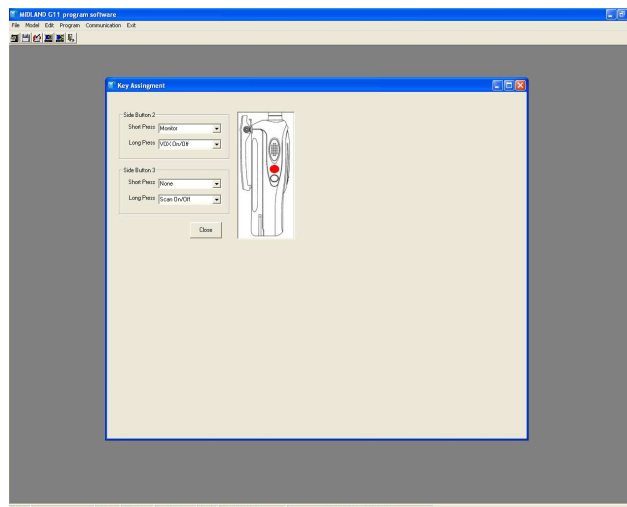 MIDLAND G11 program software
File Model Edit Program Communication Exit
Key Assingment
Side Button 2
Short Press Monitor
Long Press VOX On/Off
Side Button 3
Short Press None
Long Press Scan On/Off
Close